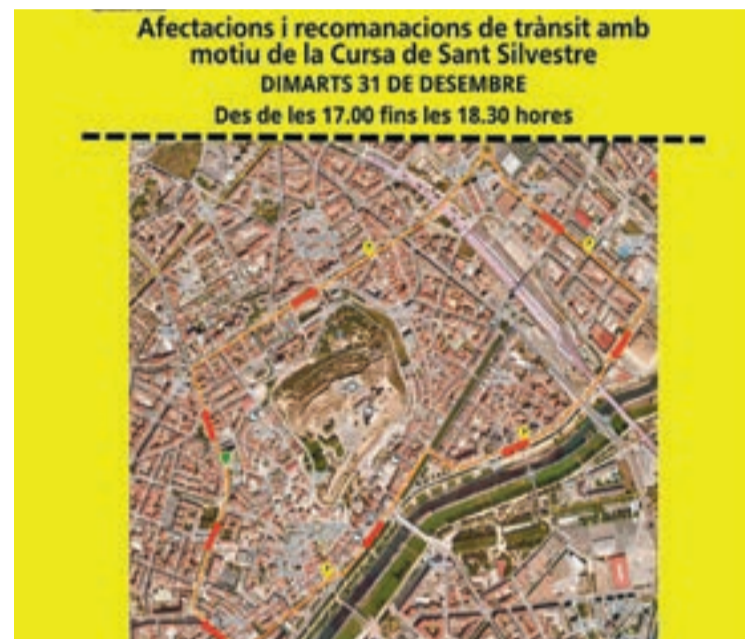 Afectacions i recomanacions de trànsit amb
motiu de la Cursa de Sant Silvestre
DIMARTS 31 DE DESEMBRE
Des de les 17.00 fins les 18.30 hores